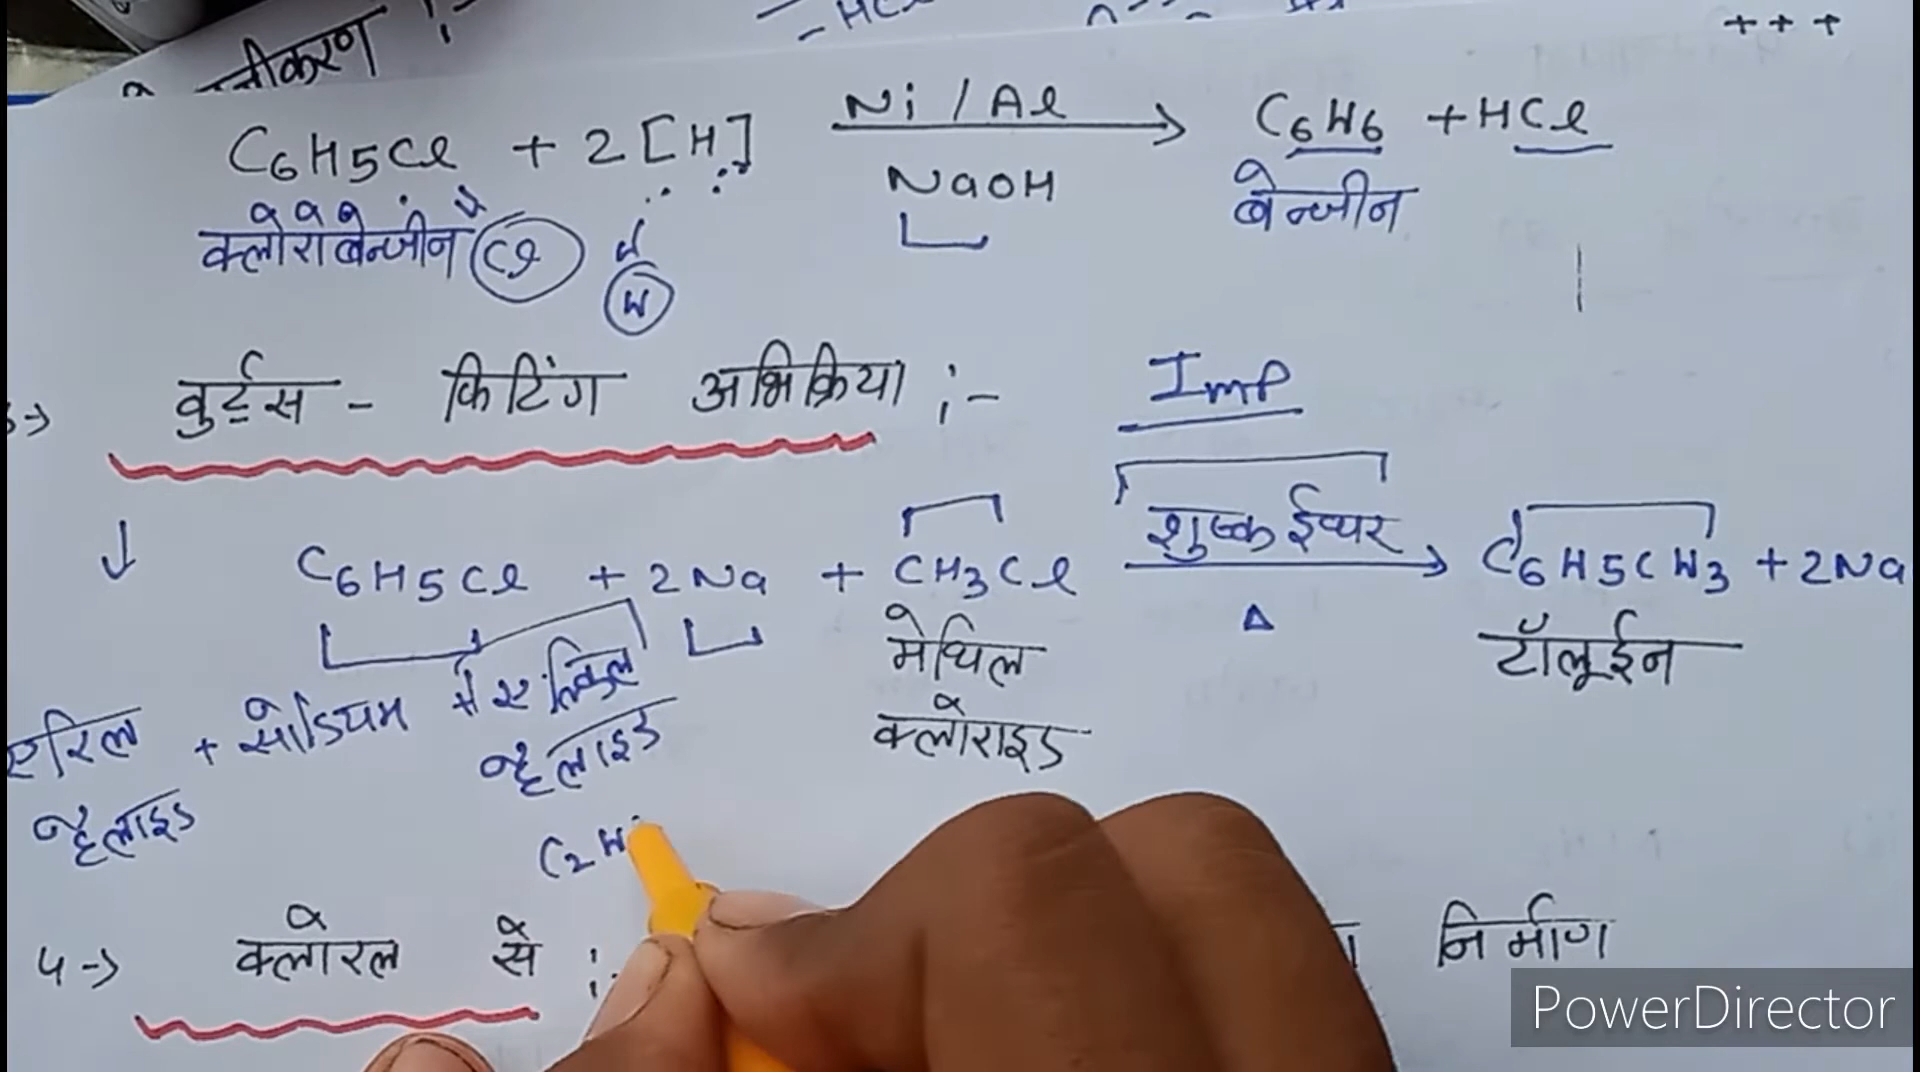 -HCl
+ + +
C6H5Cl + 2[H] Ni/Al NaOH → C6H6 + HCl
क्लोरोबेन्जीन Cl H बेन्जीन
वुर्ट्स - फिटिंग अभिक्रिया :- Imp
↓ C6H5Cl + 2Na + CH3Cl शुष्क ईथर Δ → C6H5CH3 + 2Na
मेथिल क्लोराइड टॉलूईन
एरिल हैलाइड + सोडियम + एल्किल हैलाइड
C2H
4→ क्लोरल से :- निर्माण
PowerDirector